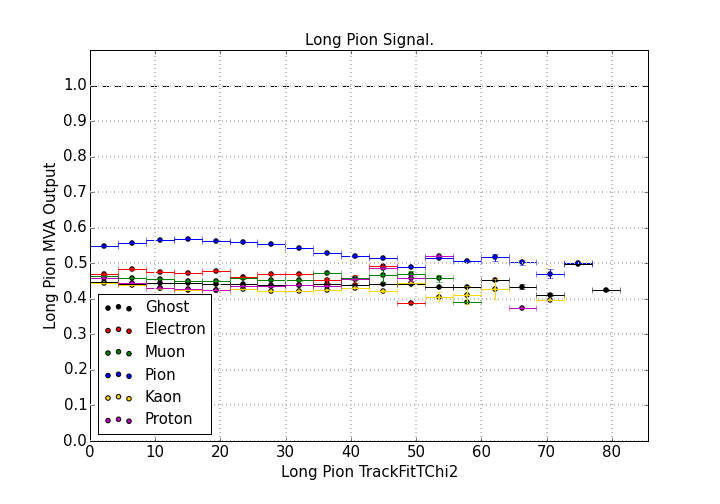 Long Pion Signal.
Long Pion MVA Output
1.0
0.9
0.8
0.7
0.6
0.5
0.4
0.3
0.2
0.1
0.0
Ghost
Electron
Muon
Pion
Kaon
Proton
0 10 20 30 40 50 60 70 80
Long Pion TrackFitTChi2